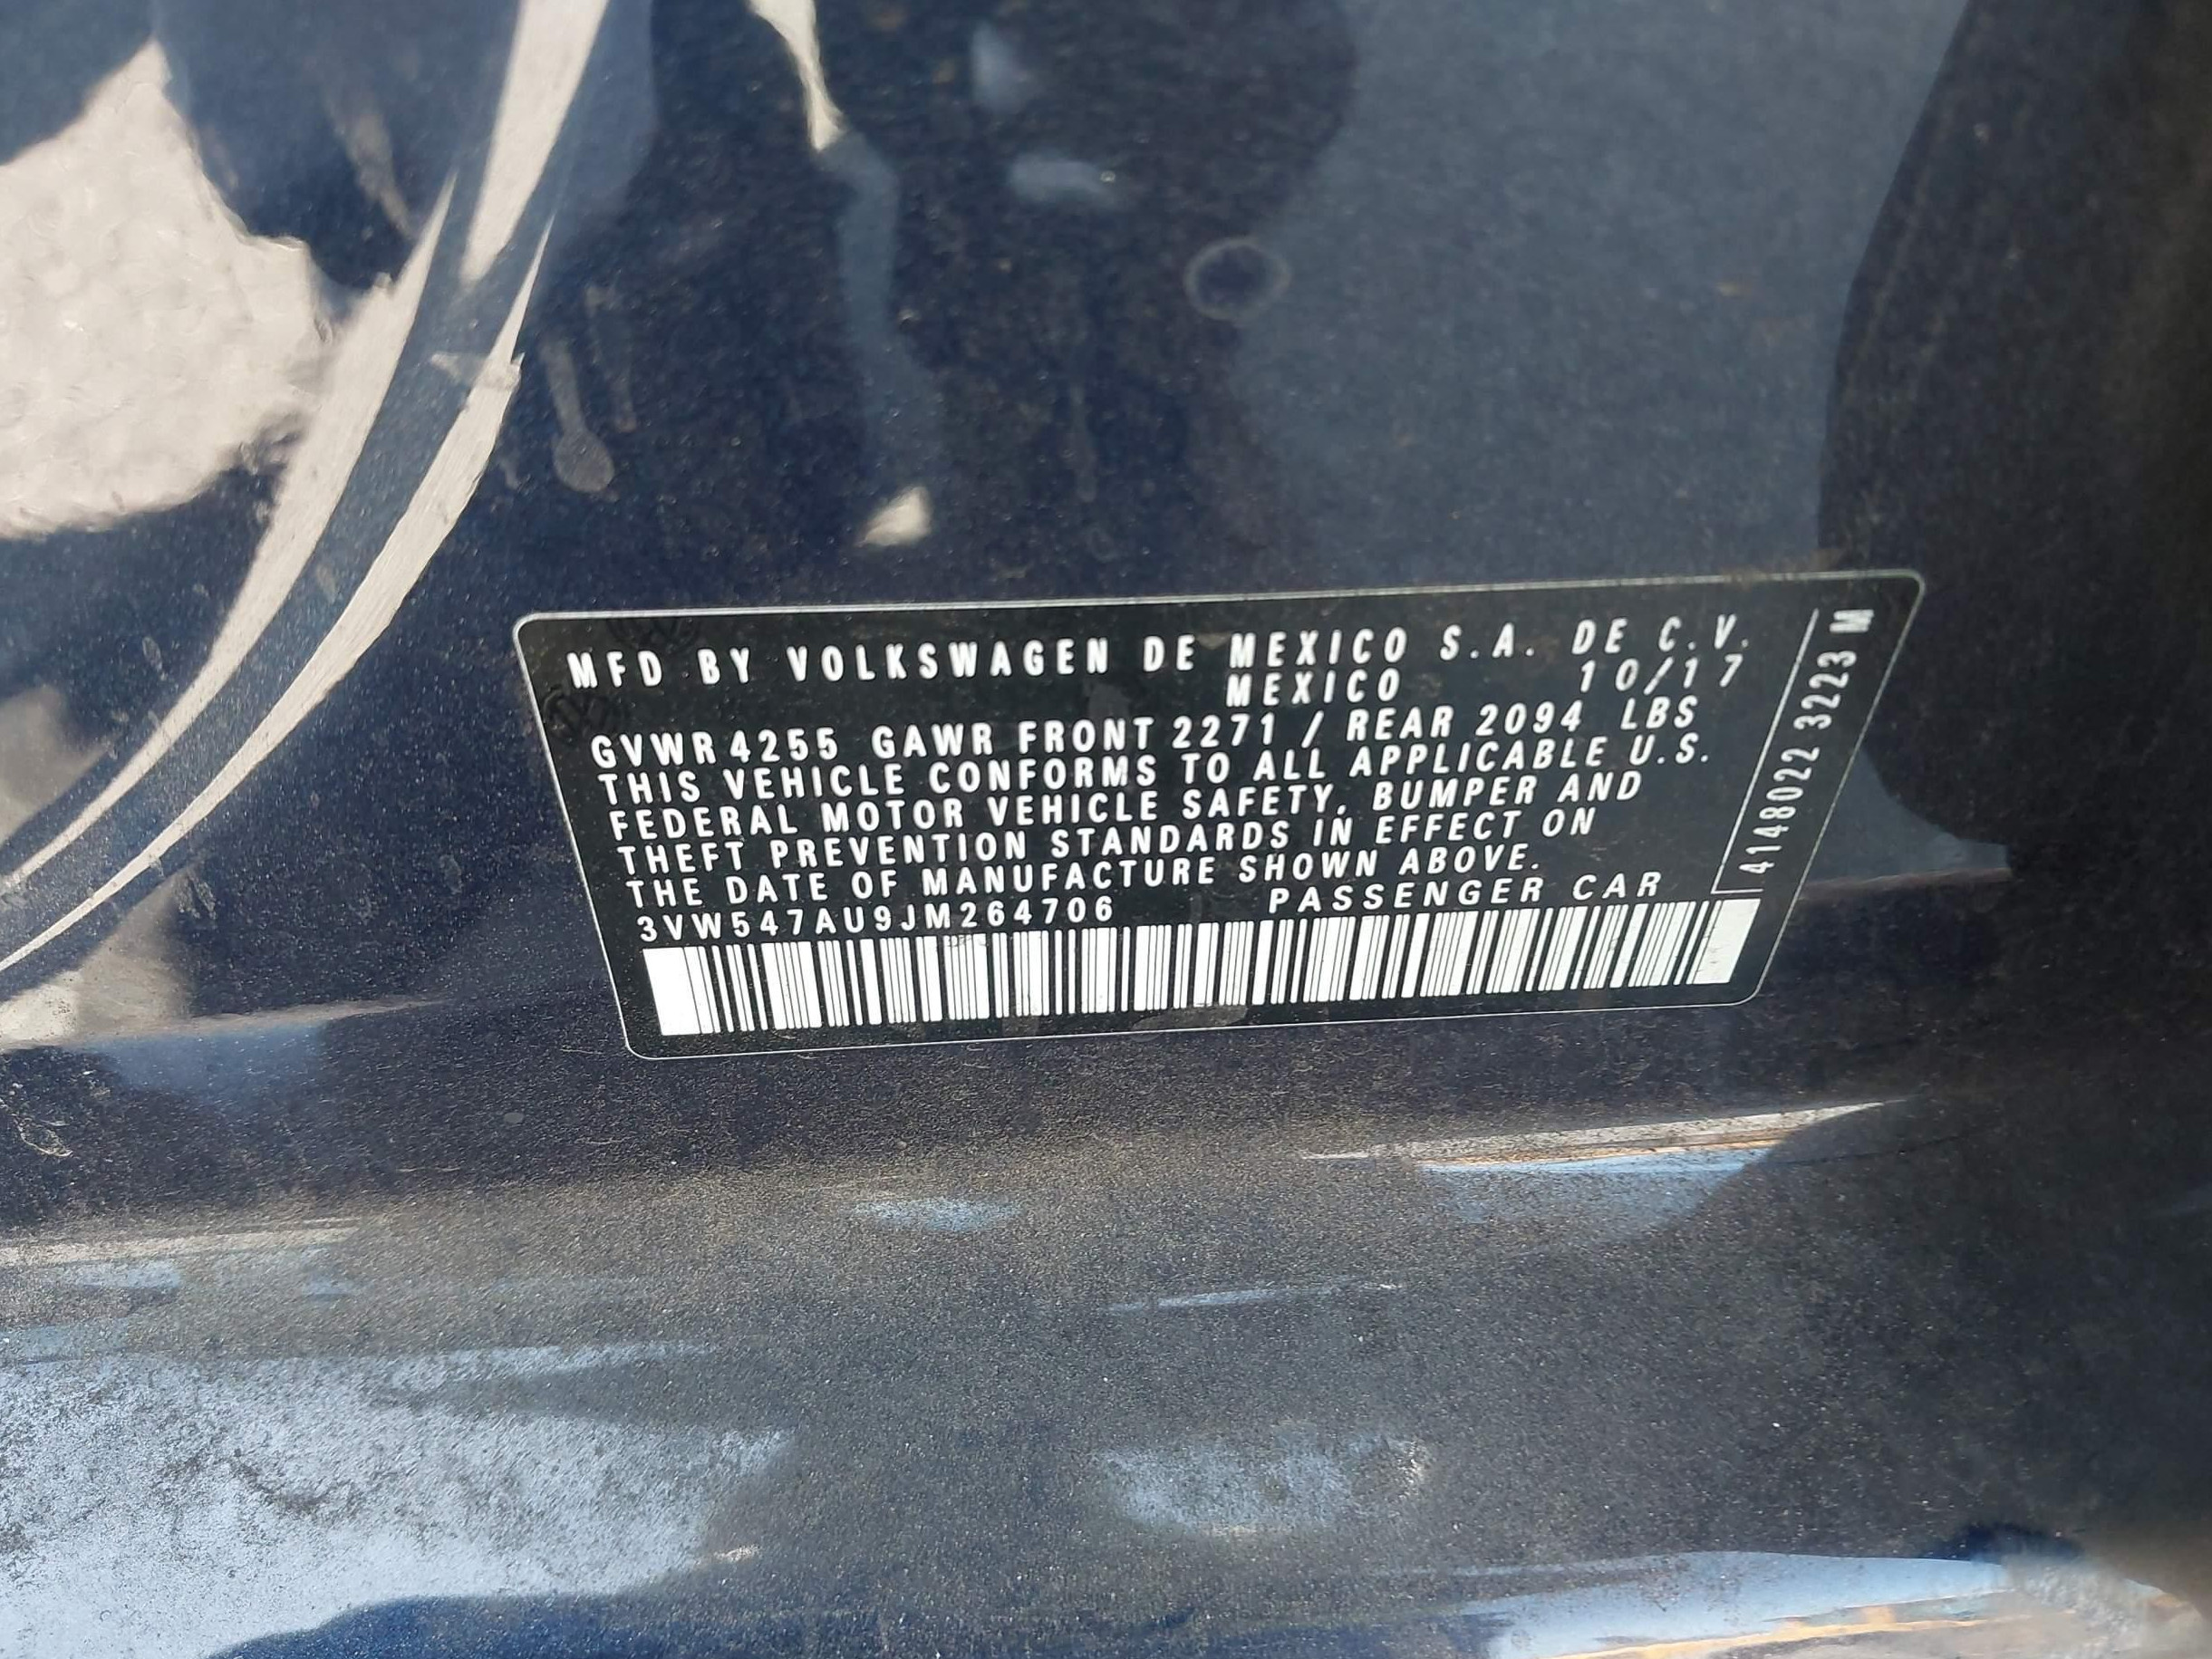 MFD BY VOLKSWAGEN DE MEXICO S.A. DE C.V.
MEXICO 10/17
GVWR 4255 GAWR FRONT 2271 / REAR 2094 LBS
THIS VEHICLE CONFORMS TO ALL APPLICABLE U.S.
FEDERAL MOTOR VEHICLE SAFETY, BUMPER AND
THEFT PREVENTION STANDARDS IN EFFECT ON
THE DATE OF MANUFACTURE SHOWN ABOVE.
3VW547AU9JM264706 PASSENGER CAR
4148022 3223 M